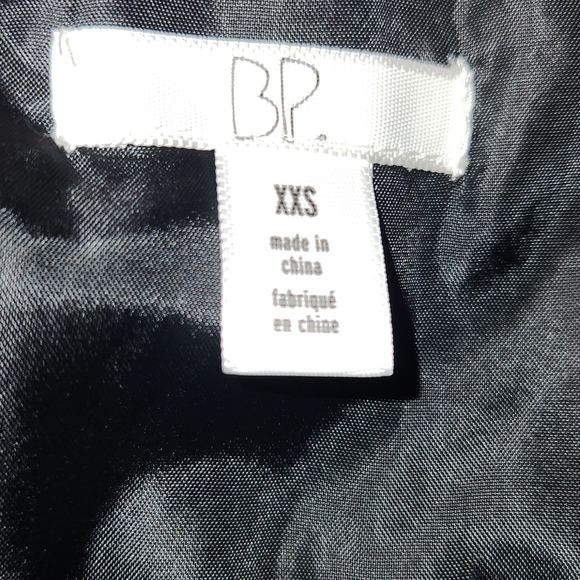 BP.
XXS
made in
china
fabriqué
en chine